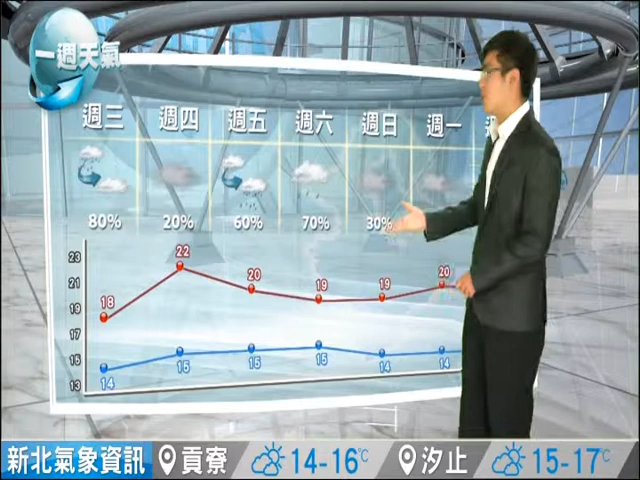 一週天氣
週三 週四 週五 週六 週日 週一
80% 20% 60% 70% 30%
23
21
19
17
15
13
18 22 20 19 19 20
14 15 15 15 14 14
新北氣象資訊 貢寮 14-16℃ 汐止 15-17℃